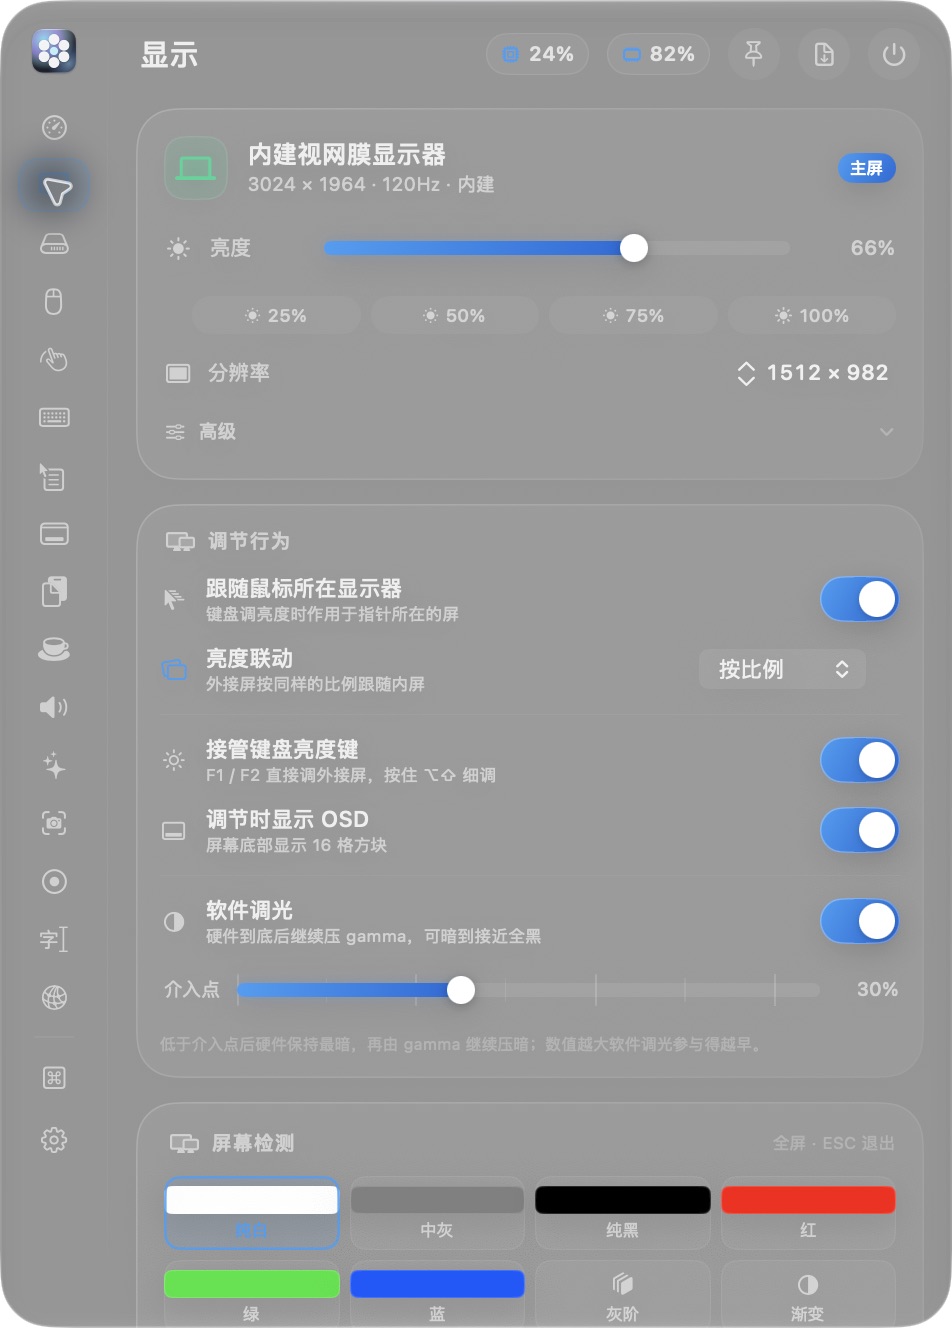 显示
24%
82%
内建视网膜显示器
3024 × 1964 · 120Hz · 内建
主屏
亮度
66%
25%
50%
75%
100%
分辨率
1512 × 982
高级
调节行为
跟随鼠标所在显示器
键盘调亮度时作用于指针所在的屏
亮度联动
外接屏按同样的比例跟随内屏
按比例
接管键盘亮度键
F1 / F2 直接调外接屏，按住 ⌥⇧ 细调
调节时显示 OSD
屏幕底部显示 16 格方块
软件调光
硬件到底后继续压 gamma，可暗到接近全黑
介入点
30%
低于介入点后硬件保持最暗，再由 gamma 继续压暗；数值越大软件调光参与得越早。
屏幕检测
全屏 · ESC 退出
中灰
纯黑
红
绿
蓝
灰阶
渐变
字